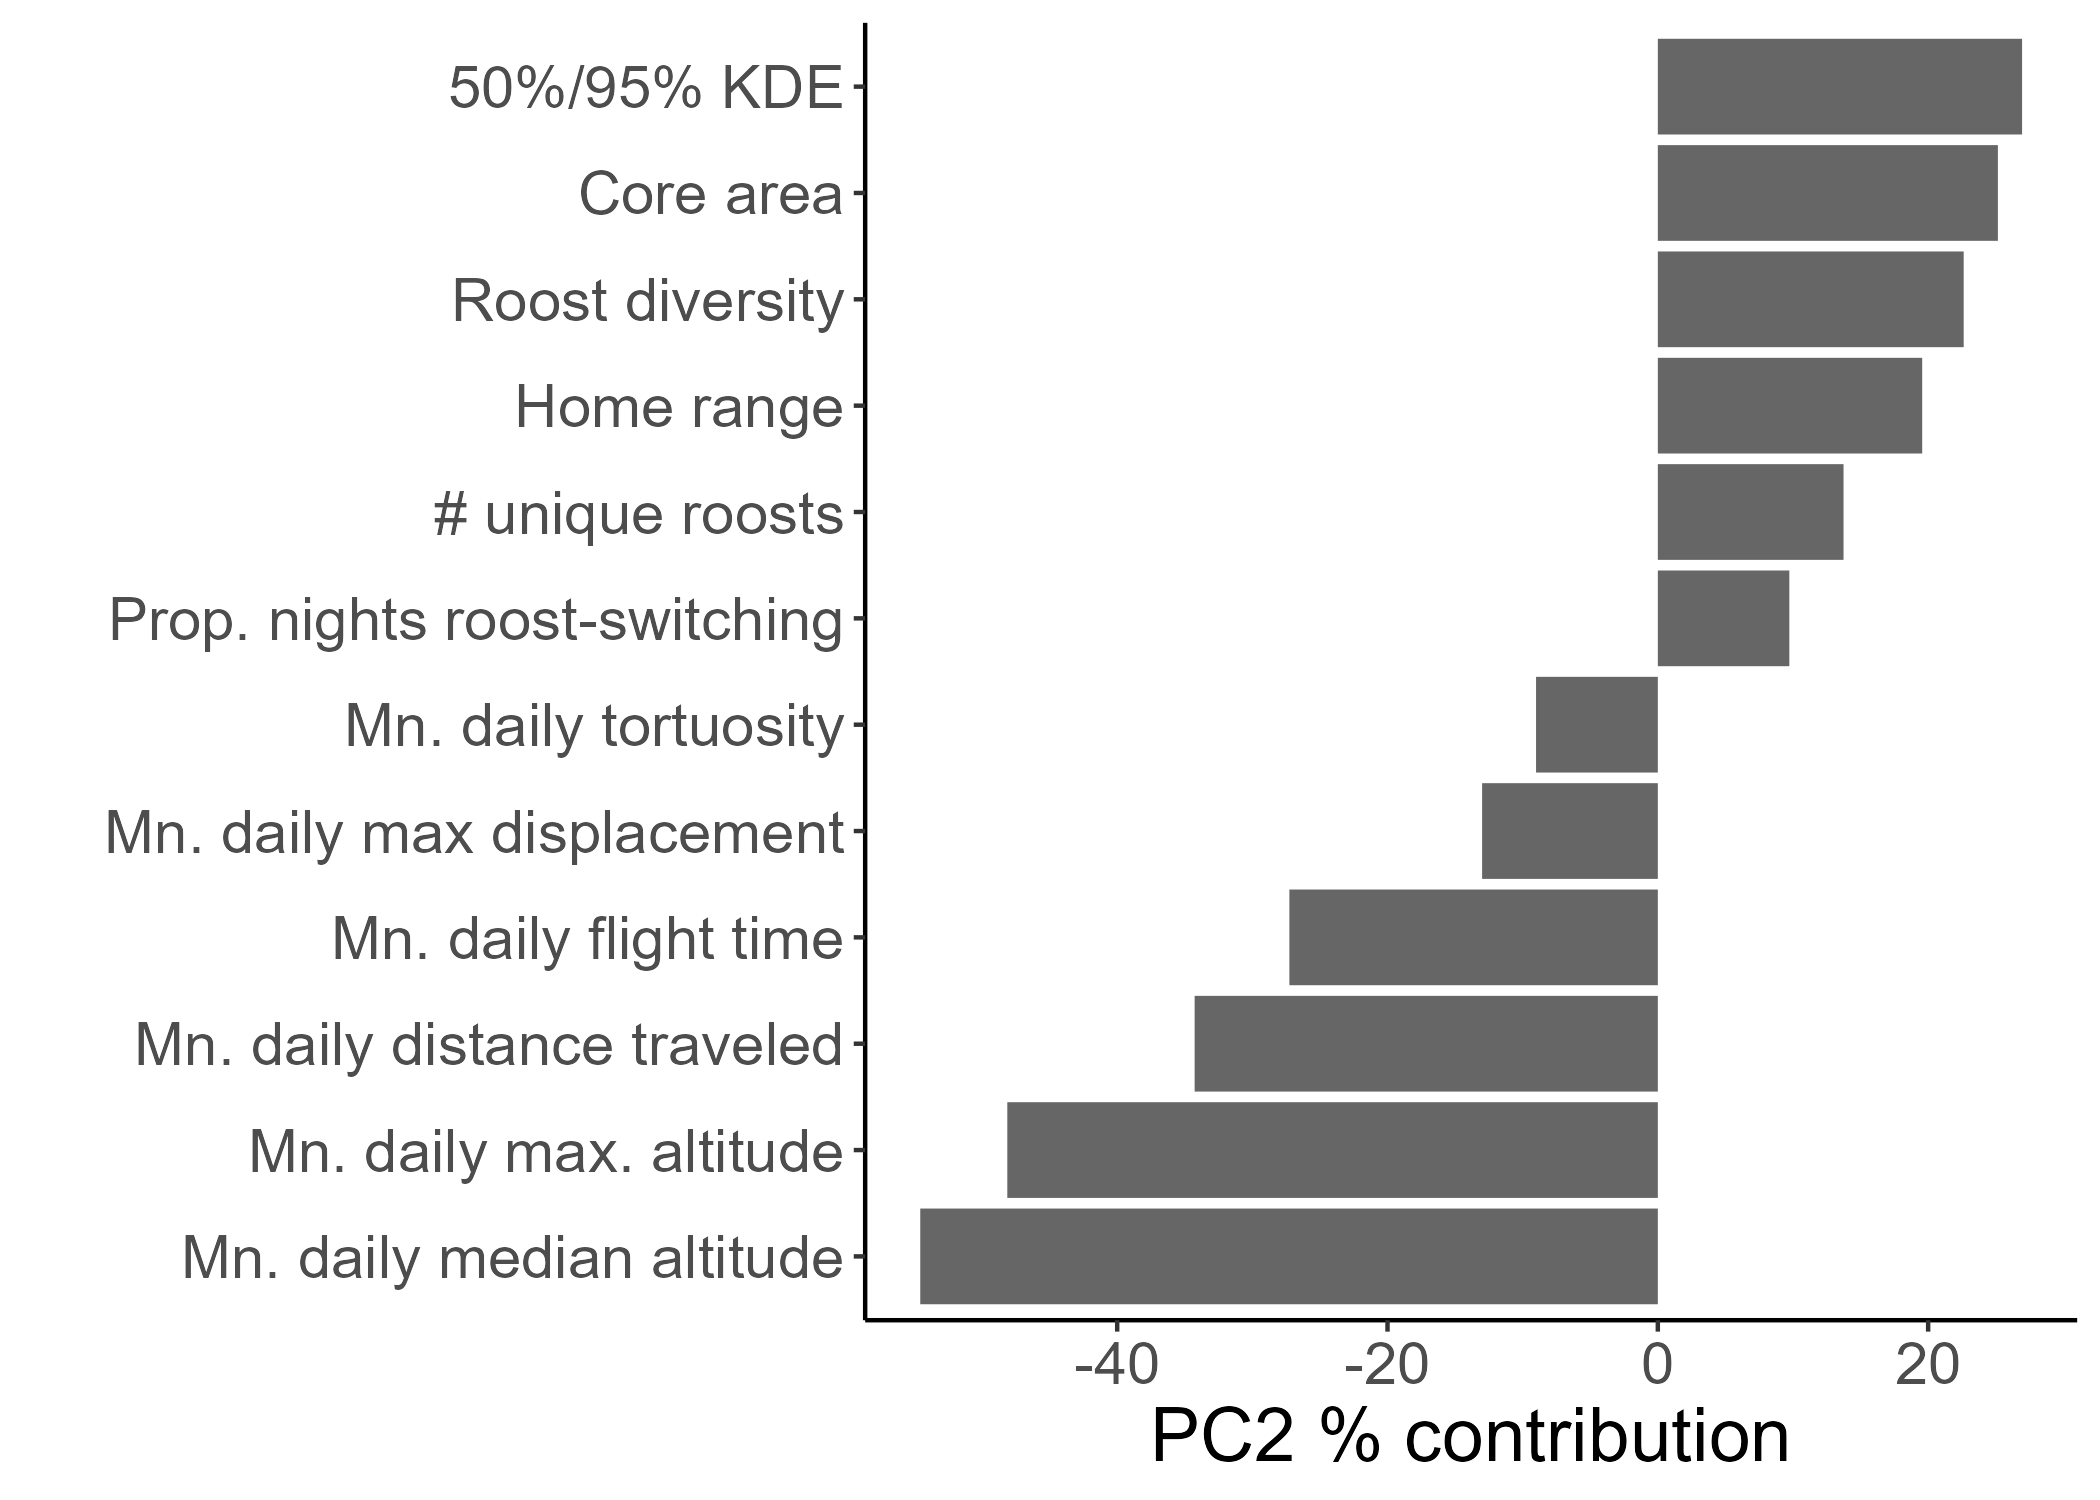 50%/95% KDE
Core area
Roost diversity
Home range
# unique roosts
Prop. nights roost-switching
Mn. daily tortuosity
Mn. daily max displacement
Mn. daily flight time
Mn. daily distance traveled
Mn. daily max. altitude
Mn. daily median altitude
-40 -20 0 20
PC2 % contribution